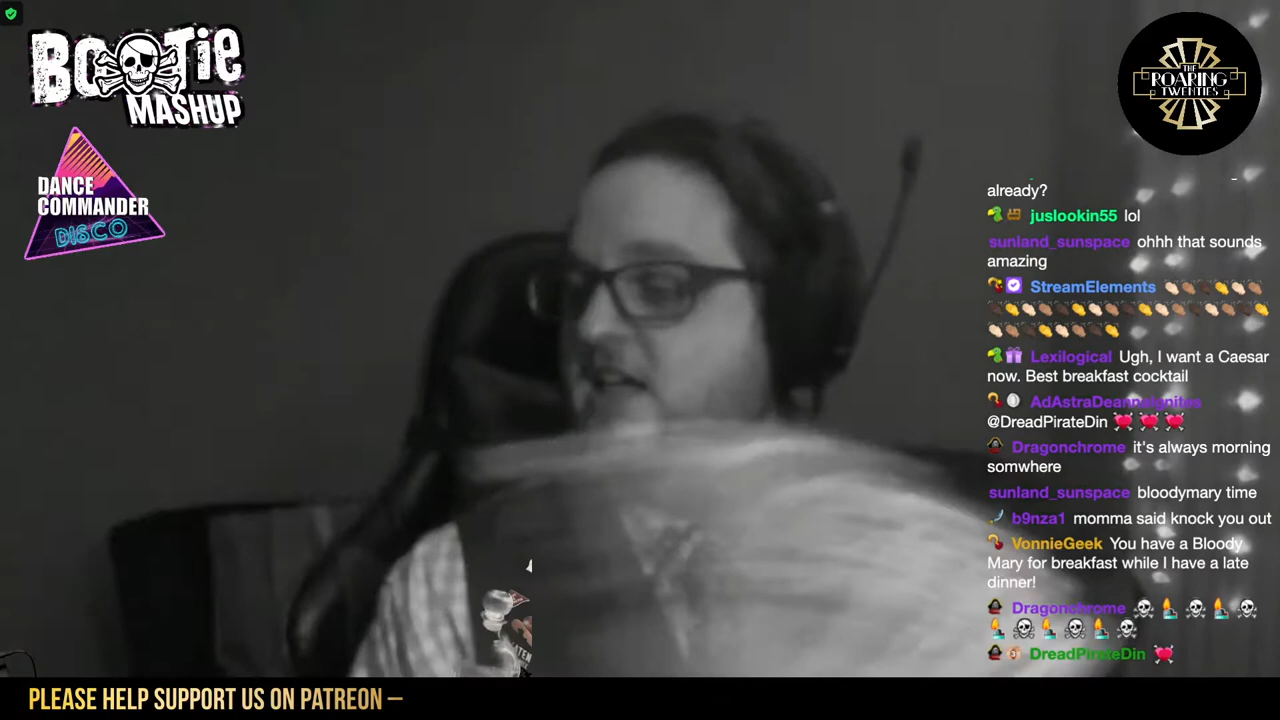 BOOTIE
MASHUP
DANCE
COMMANDER
DISCO
THE
ROARING
TWENTIES
already?
juslookin55 lol
sunland_sunspace ohhh that sounds
amazing
StreamElements 👏🏻👏🏽👏🏿👏👏🏻👏🏽
Lexilogical Ugh, I want a Caesar
now. Best breakfast cocktail
AdAstraDeannaIgnites
@DreadPirateDin 💓 💓 💓
Dragonchrome it's always morning
somwhere
sunland_sunspace bloodymary time
b9nza1 momma said knock you out
VonnieGeek You have a Bloody
Mary for breakfast while I have a late
dinner!
Dragonchrome
DreadPirateDin 💓
PLEASE HELP SUPPORT US ON PATREON –